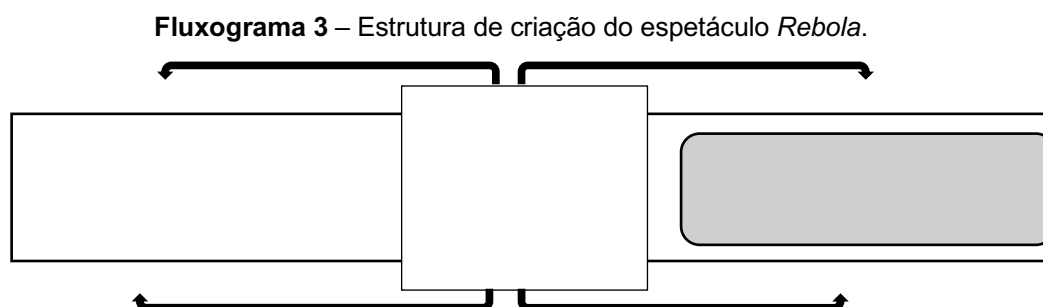 Fluxograma 3 – Estrutura de criação do espetáculo Rebola.